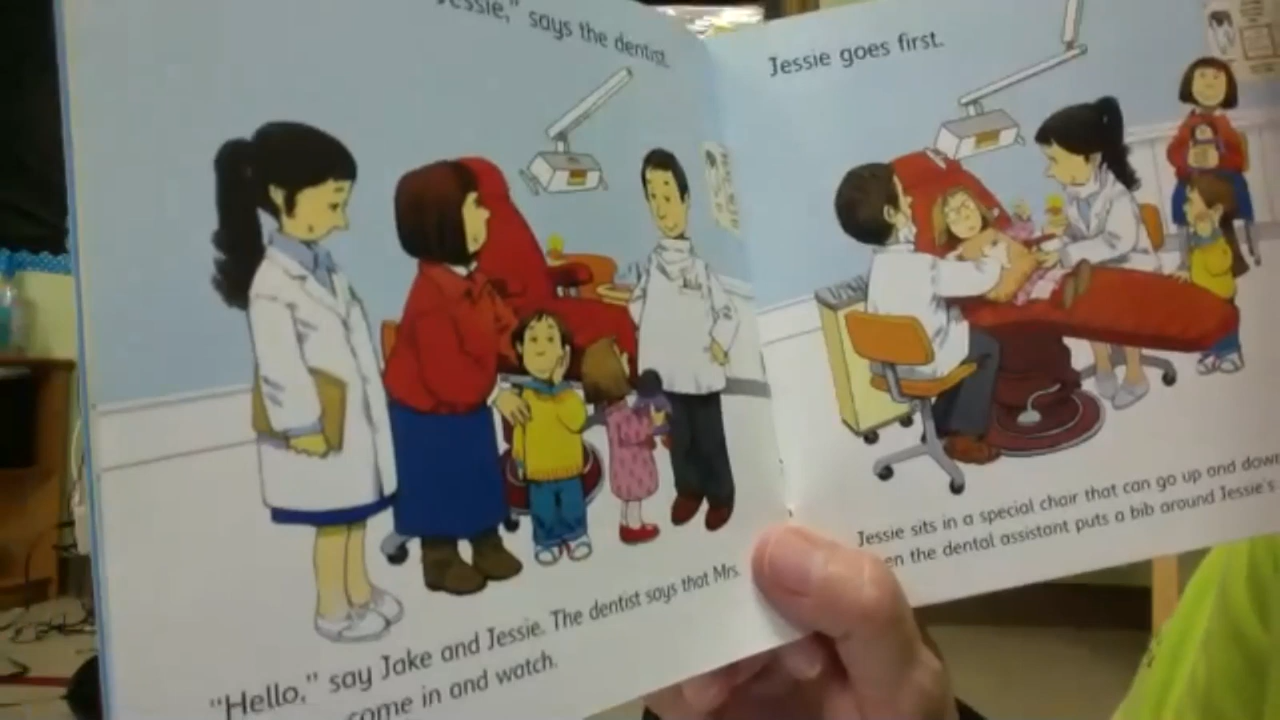 Jessie," says the dentist.
"Hello," say Jake and Jessie. The dentist says that Mrs.
come in and watch.
Jessie goes first.
Jessie sits in a special chair that can go up and down
the dental assistant puts a bib around Jessie's